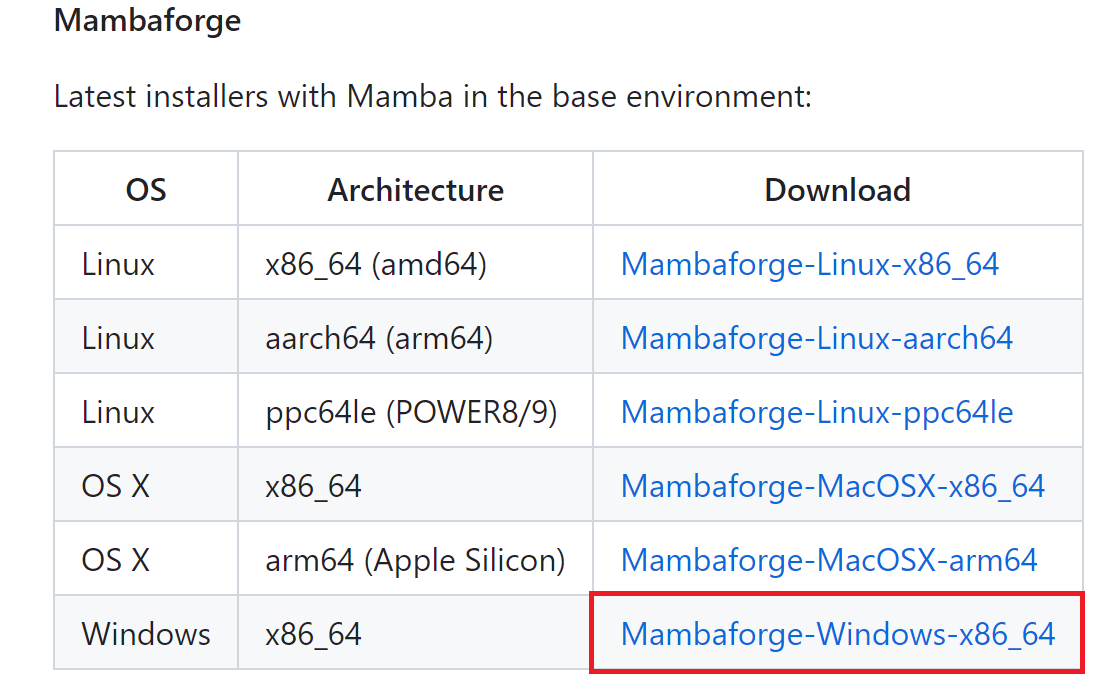 Mambaforge
Latest installers with Mamba in the base environment:
OS Architecture Download
Linux x86_64 (amd64) Mambaforge-Linux-x86_64
Linux aarch64 (arm64) Mambaforge-Linux-aarch64
Linux ppc64le (POWER8/9) Mambaforge-Linux-ppc64le
OS X x86_64 Mambaforge-MacOSX-x86_64
OS X arm64 (Apple Silicon) Mambaforge-MacOSX-arm64
Windows x86_64 Mambaforge-Windows-x86_64